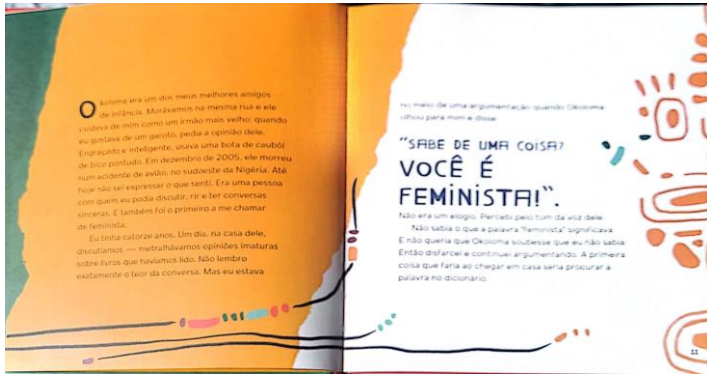 Okoloma era um dos meus melhores amigos
de infância. Morávamos na mesma rua e ele
cuidava de mim como um irmão mais velho: quando
eu gostava de um garoto, pedia a opinião dele.
Engraçado e inteligente, usava uma bota de caubói
de bico pontudo. Em dezembro de 2005, ele morreu
num acidente de avião, no sudoeste da Nigéria. Até
hoje não sei expressar o que senti. Era uma pessoa
com quem eu podia discutir, rir e ter conversas
sinceras. E também foi o primeiro a me chamar
de feminista.
Eu tinha catorze anos. Um dia, na casa dele,
discutíamos — metralhávamos opiniões imaturas
sobre livros que havíamos lido. Não lembro
exatamente o teor da conversa. Mas eu estava
no meio de uma argumentação quando Okoloma
olhou para mim e disse:
"SABE DE UMA COISA?
VOCÊ É
FEMINISTA!".
Não era um elogio. Percebi pelo tom da voz dele.
Não sabia o que a palavra "feminista" significava.
E não queria que Okoloma soubesse que eu não sabia.
Então disfarcei e continuei argumentando. A primeira
coisa que faria ao chegar em casa seria procurar a
palavra no dicionário.
11